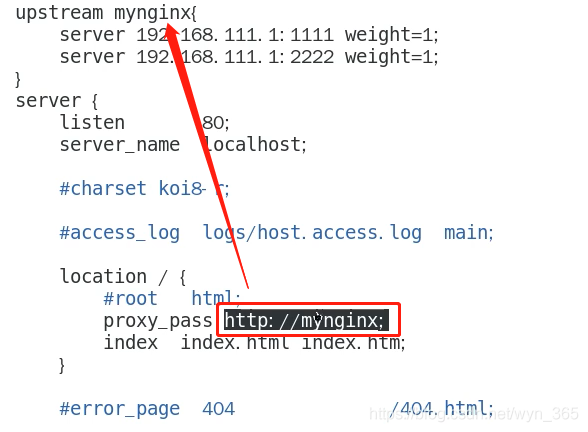 upstream mynginx{
server 192.168.111.1:1111 weight=1;
server 192.168.111.1:2222 weight=1;
}
server {
listen 80;
server_name localhost;
#charset koi8-r;
#access_log logs/host.access.log main;
location / {
#root html;
proxy_pass http://mynginx;
index index.html index.htm;
}
#error_page 404 /404.html;
https://blog.csdn.net/wyn_365